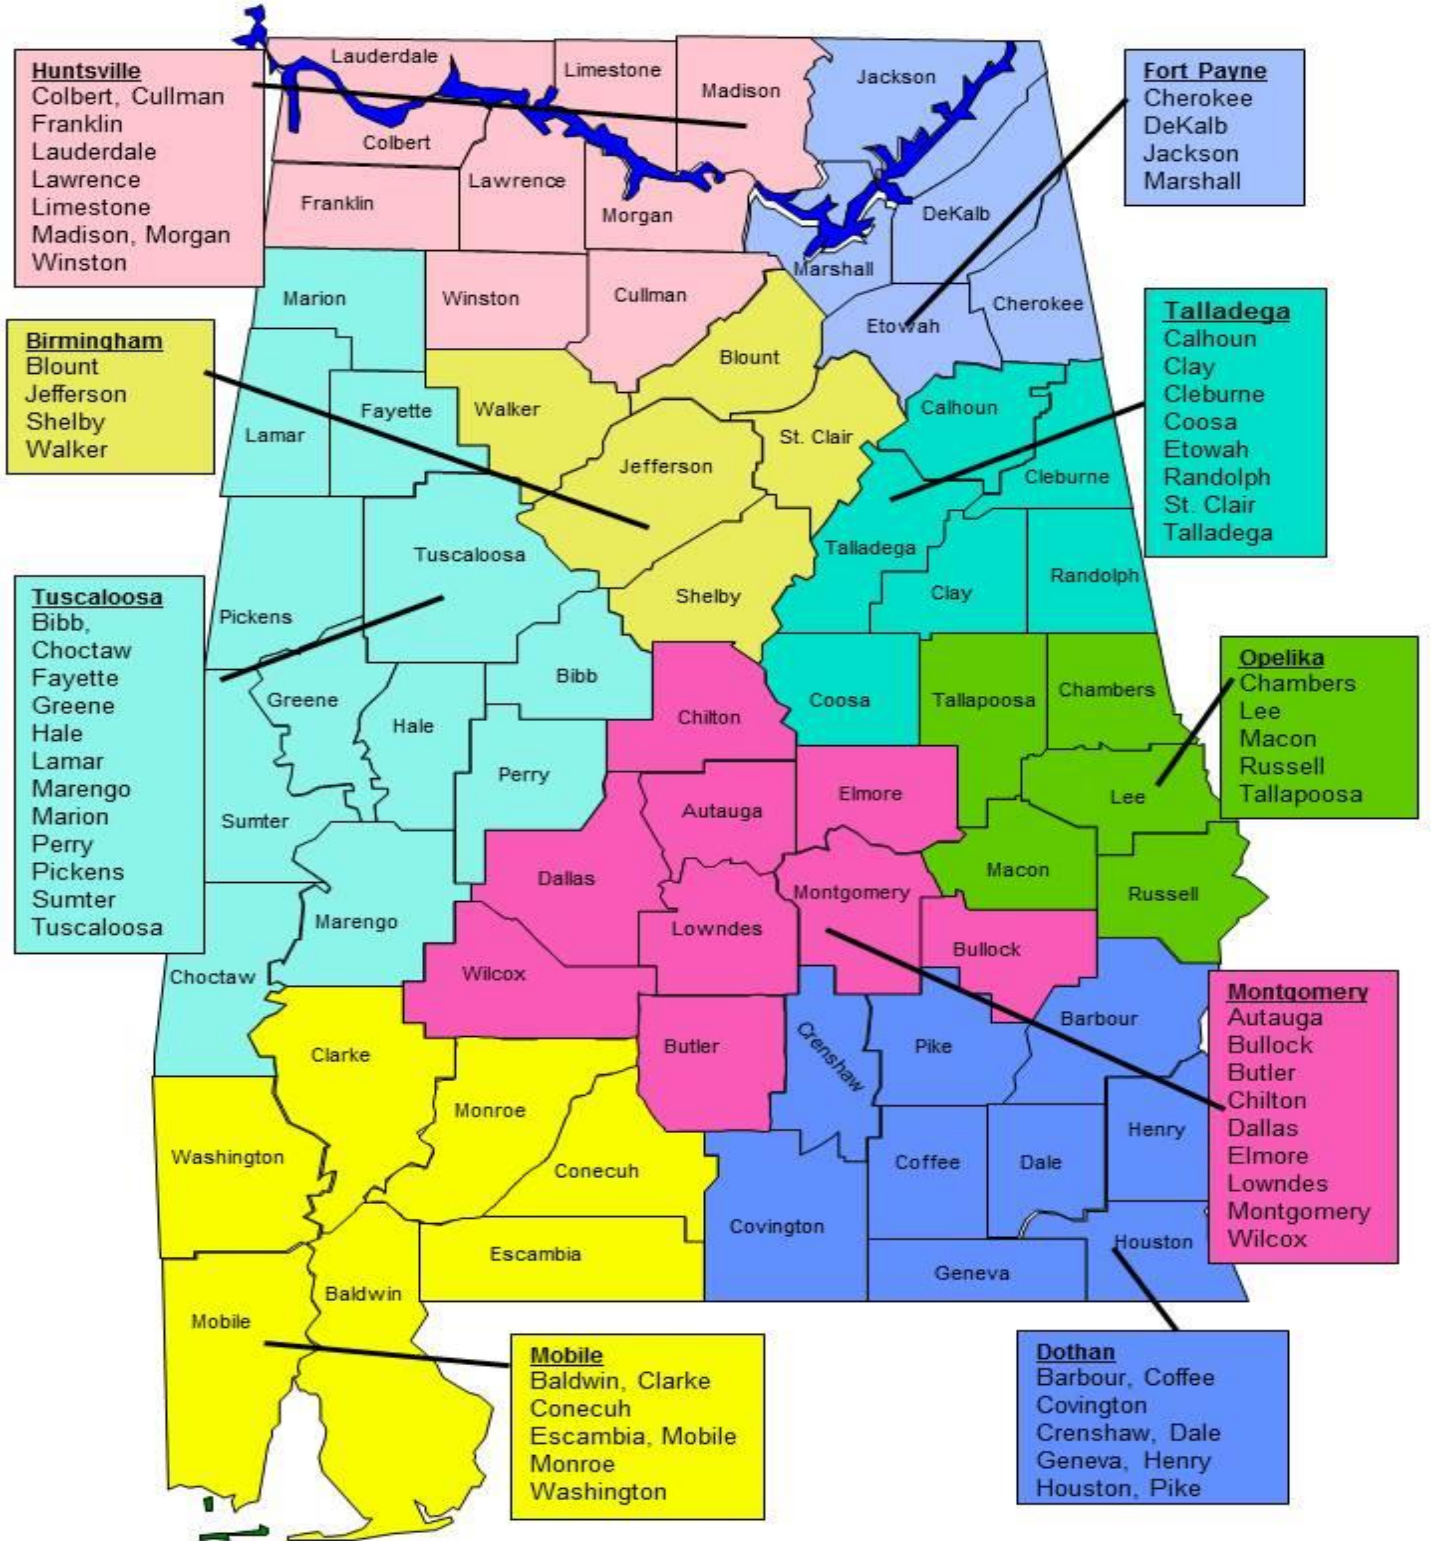 Huntsville
Colbert, Cullman
Franklin
Lauderdale
Lawrence
Limestone
Madison, Morgan
Winston
Birmingham
Blount
Jefferson
Shelby
Walker
Tuscaloosa
Bibb,
Choctaw
Fayette
Greene
Hale
Lamar
Marengo
Marion
Perry
Pickens
Sumter
Tuscaloosa
Fort Payne
Cherokee
DeKalb
Jackson
Marshall
Talladega
Calhoun
Clay
Cleburne
Coosa
Etowah
Randolph
St. Clair
Talladega
Opelika
Chambers
Lee
Macon
Russell
Tallapoosa
Montgomery
Autauga
Bullock
Butler
Chilton
Dallas
Elmore
Lowndes
Montgomery
Wilcox
Mobile
Baldwin, Clarke
Conecuh
Escambia, Mobile
Monroe
Washington
Dothan
Barbour, Coffee
Covington
Crenshaw, Dale
Geneva, Henry
Houston, Pike
Lauderdale
Limestone
Madison
Jackson
Colbert
Lawrence
Franklin
Morgan
DeKalb
Marshall
Marion
Winston
Cullman
Cherokee
Etowah
Blount
Walker
Fayette
Lamar
Calhoun
St. Clair
Jefferson
Cleburne
Tuscaloosa
Talladega
Randolph
Clay
Shelby
Pickens
Bibb
Greene
Hale
Chilton
Coosa
Tallapoosa
Chambers
Perry
Elmore
Lee
Autauga
Sumter
Macon
Dallas
Montgomery
Russell
Marengo
Lowndes
Bullock
Wilcox
Choctaw
Barbour
Clarke
Butler
Crenshaw
Pike
Monroe
Henry
Washington
Conecuh
Coffee
Dale
Covington
Houston
Escambia
Geneva
Baldwin
Mobile